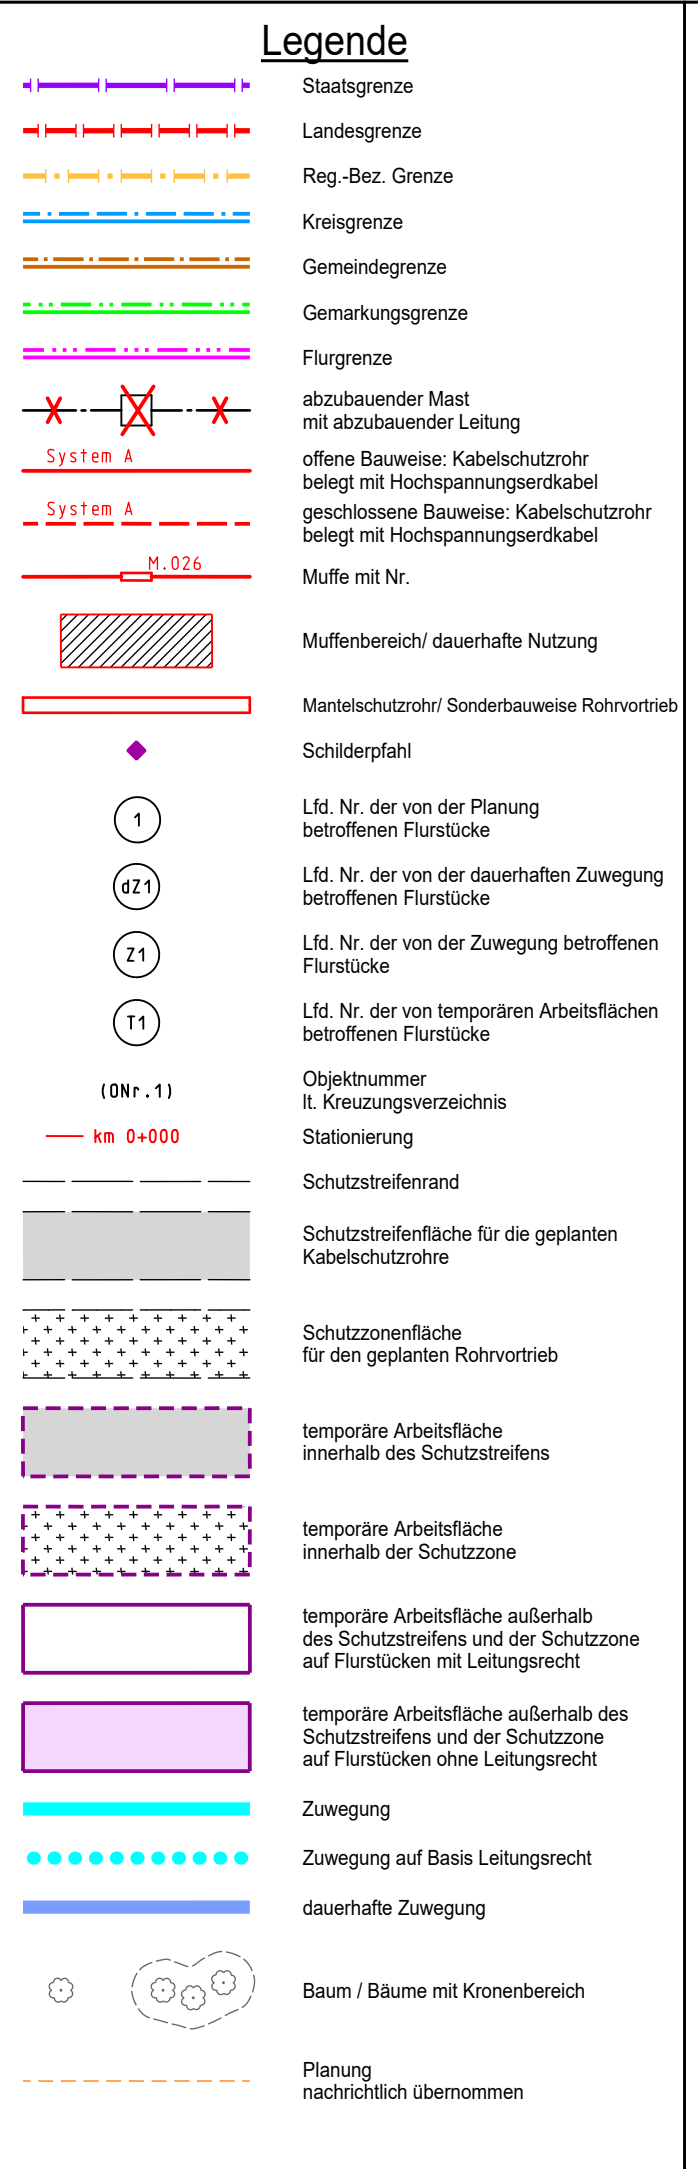 Legende
Staatsgrenze
Landesgrenze
Reg.-Bez. Grenze
Kreisgrenze
Gemeindegrenze
Gemarkungsgrenze
Flurgrenze
abzubauender Mast
mit abzubauender Leitung
System A
offene Bauweise: Kabelschutzrohr
belegt mit Hochspannungserdkabel
System A
geschlossene Bauweise: Kabelschutzrohr
belegt mit Hochspannungserdkabel
M.026
Muffe mit Nr.
Muffenbereich/ dauerhafte Nutzung
Mantelschutzrohr/ Sonderbauweise Rohrvortrieb
Schilderpfahl
1
Lfd. Nr. der von der Planung
betroffenen Flurstücke
dZ1
Lfd. Nr. der von der dauerhaften Zuwegung
betroffenen Flurstücke
Z1
Lfd. Nr. der von der Zuwegung betroffenen
Flurstücke
T1
Lfd. Nr. der von temporären Arbeitsflächen
betroffenen Flurstücke
(ONr.1)
Objektnummer
lt. Kreuzungsverzeichnis
km 0+000
Stationierung
Schutzstreifenrand
Schutzstreifenfläche für die geplanten
Kabelschutzrohre
Schutzzonenfläche
für den geplanten Rohrvortrieb
temporäre Arbeitsfläche
innerhalb des Schutzstreifens
temporäre Arbeitsfläche
innerhalb der Schutzzone
temporäre Arbeitsfläche außerhalb
des Schutzstreifens und der Schutzzone
auf Flurstücken mit Leitungsrecht
temporäre Arbeitsfläche außerhalb des
Schutzstreifens und der Schutzzone
auf Flurstücken ohne Leitungsrecht
Zuwegung
Zuwegung auf Basis Leitungsrecht
dauerhafte Zuwegung
Baum / Bäume mit Kronenbereich
Planung
nachrichtlich übernommen